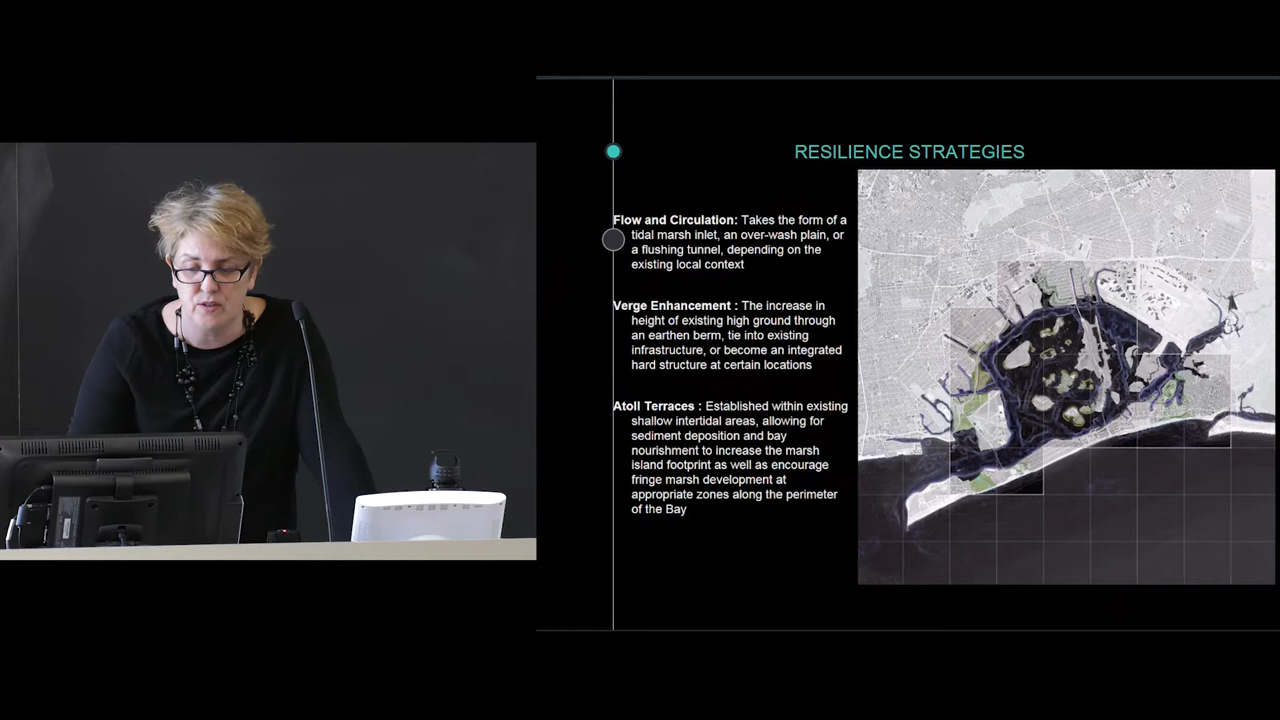 RESILIENCE STRATEGIES
Flow and Circulation: Takes the form of a
tidal marsh inlet, an over-wash plain, or
a flushing tunnel, depending on the
existing local context
Verge Enhancement : The increase in
height of existing high ground through
an earthen berm, tie into existing
infrastructure, or become an integrated
hard structure at certain locations
Atoll Terraces : Established within existing
shallow intertidal areas, allowing for
sediment deposition and bay
nourishment to increase the marsh
island footprint as well as encourage
fringe marsh development at
appropriate zones along the perimeter
of the Bay